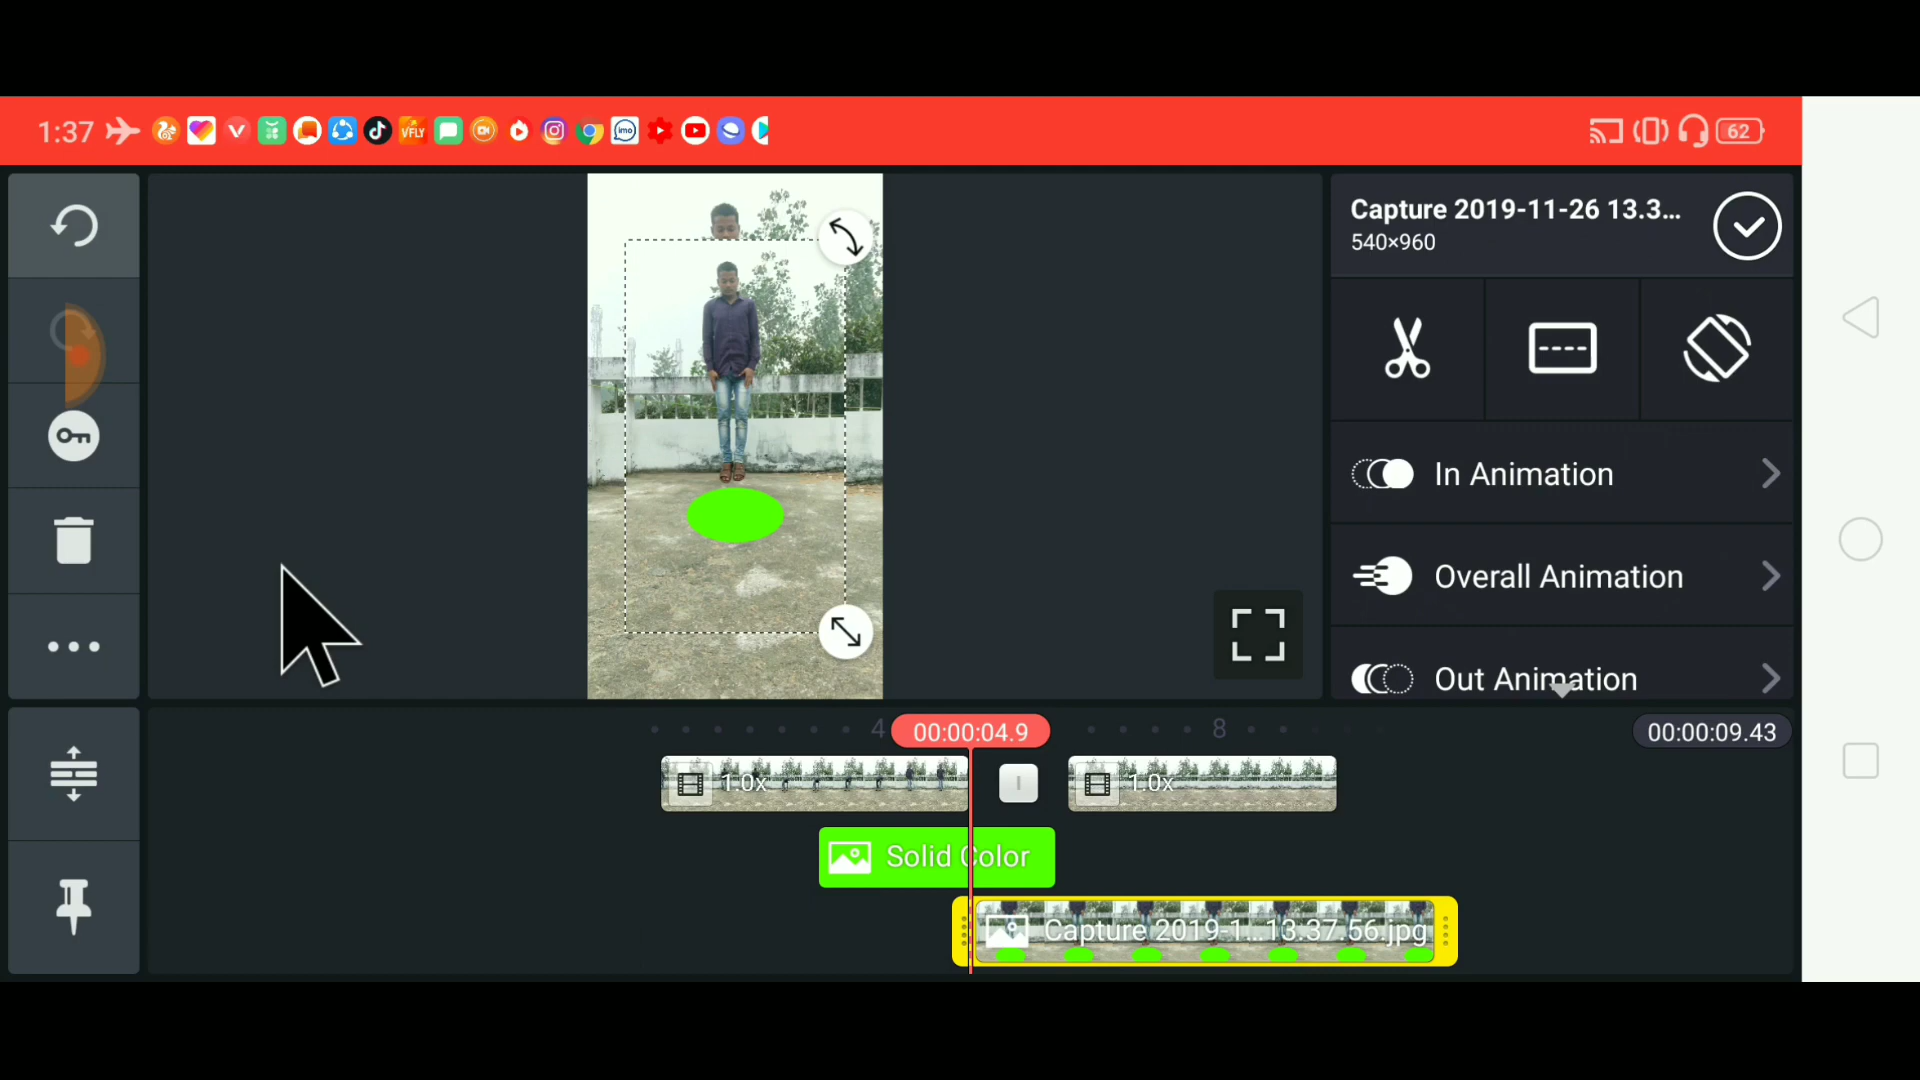 1:37
VFLY
imo
62
Capture 2019-11-26 13.3...
540×960
In Animation
Overall Animation
Out Animation
4
00:00:04.9
8
00:00:09.43
1.0x
1.0x
Solid Color
Capture 2019-1...13.37.56.jpg